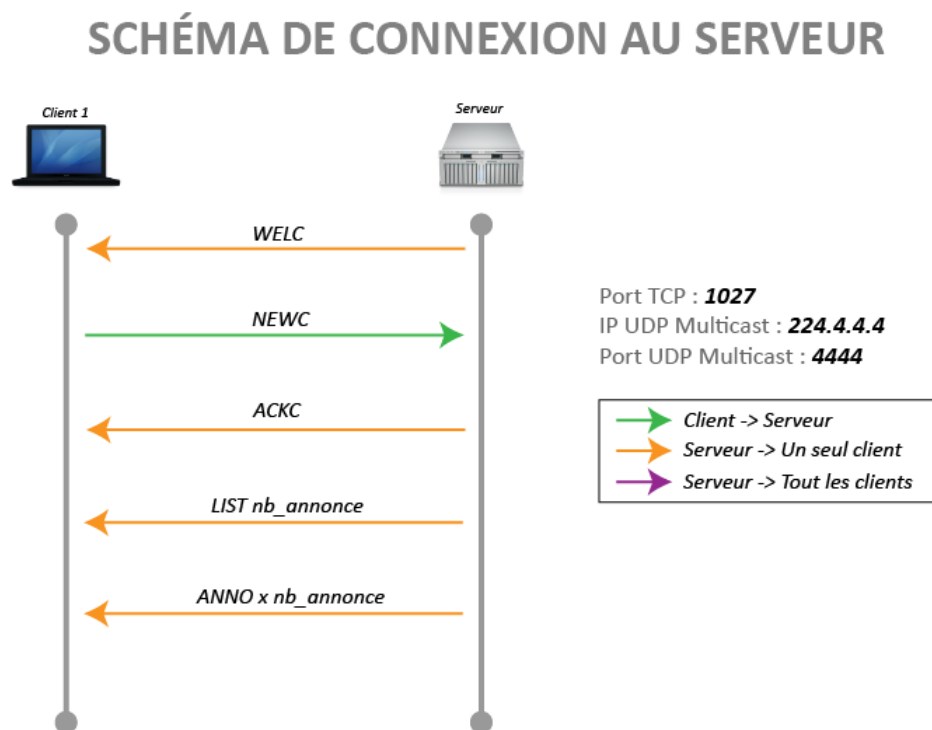 SCHÉMA DE CONNEXION AU SERVEUR
Client 1
Serveur
WELC
NEWC
ACKC
LIST nb_annonce
ANNO x nb_annonce
Port TCP : 1027
IP UDP Multicast : 224.4.4.4
Port UDP Multicast : 4444
Client -> Serveur
Serveur -> Un seul client
Serveur -> Tout les clients